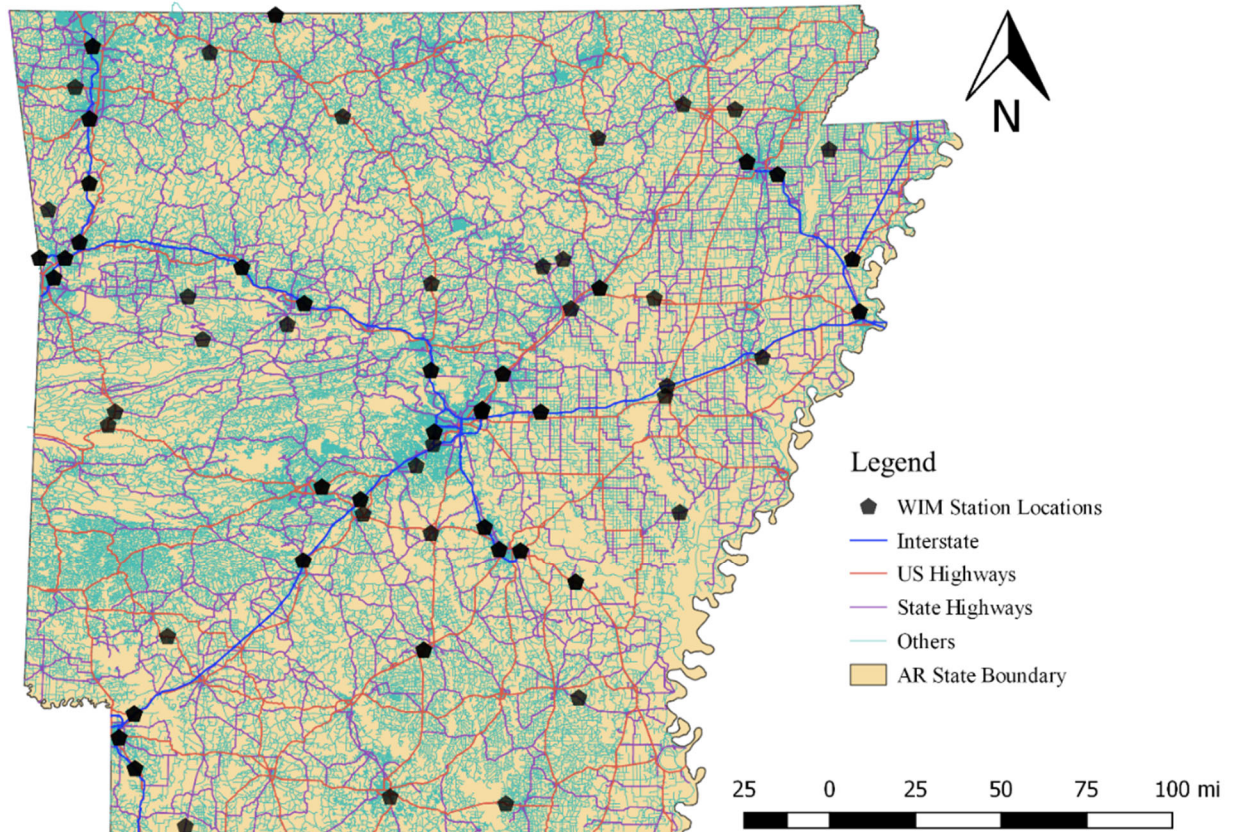 N
Legend
WIM Station Locations
Interstate
US Highways
State Highways
Others
AR State Boundary
25 0 25 50 75 100 mi